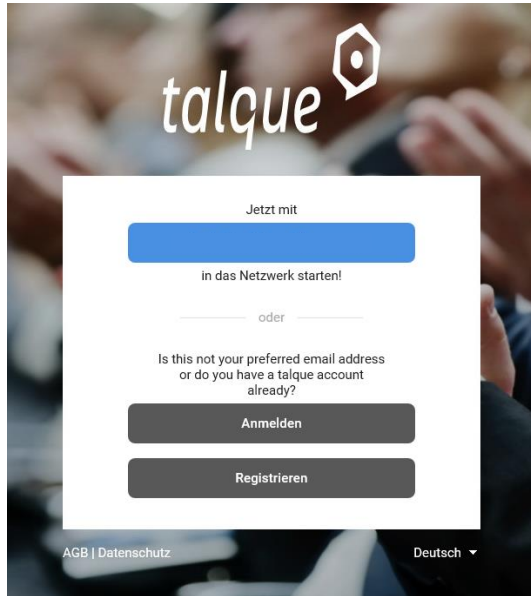 talque
Jetzt mit
in das Netzwerk starten!
oder
Is this not your preferred email address
or do you have a talque account
already?
Anmelden
Registrieren
AGB | Datenschutz
Deutsch